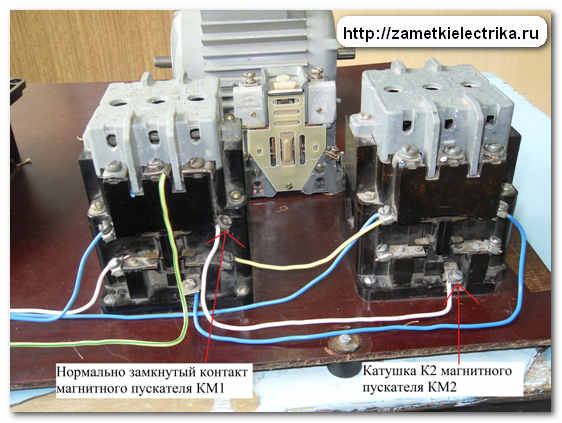 http://zametkielectrika.ru
Нормально замкнутый контакт
магнитного пускателя КМ1
Катушка К2 магнитного
пускателя КМ2